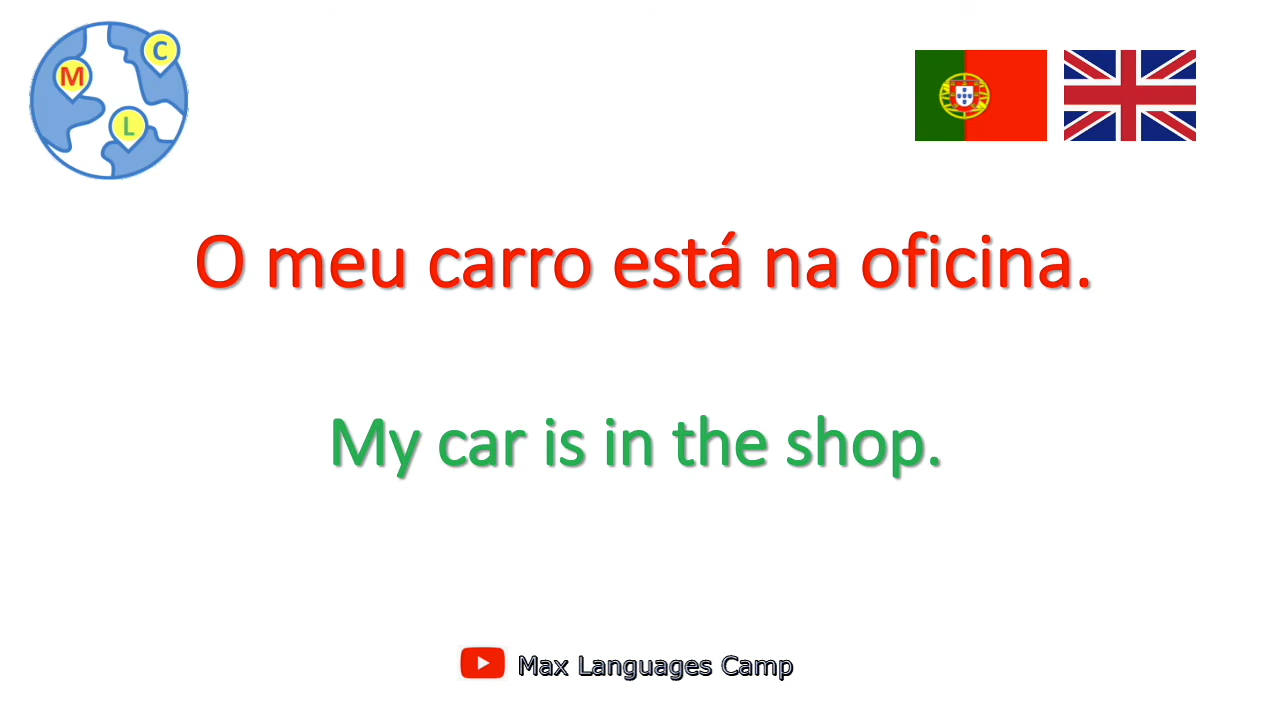 M
C
L
O meu carro está na oficina.
My car is in the shop.
Max Languages Camp